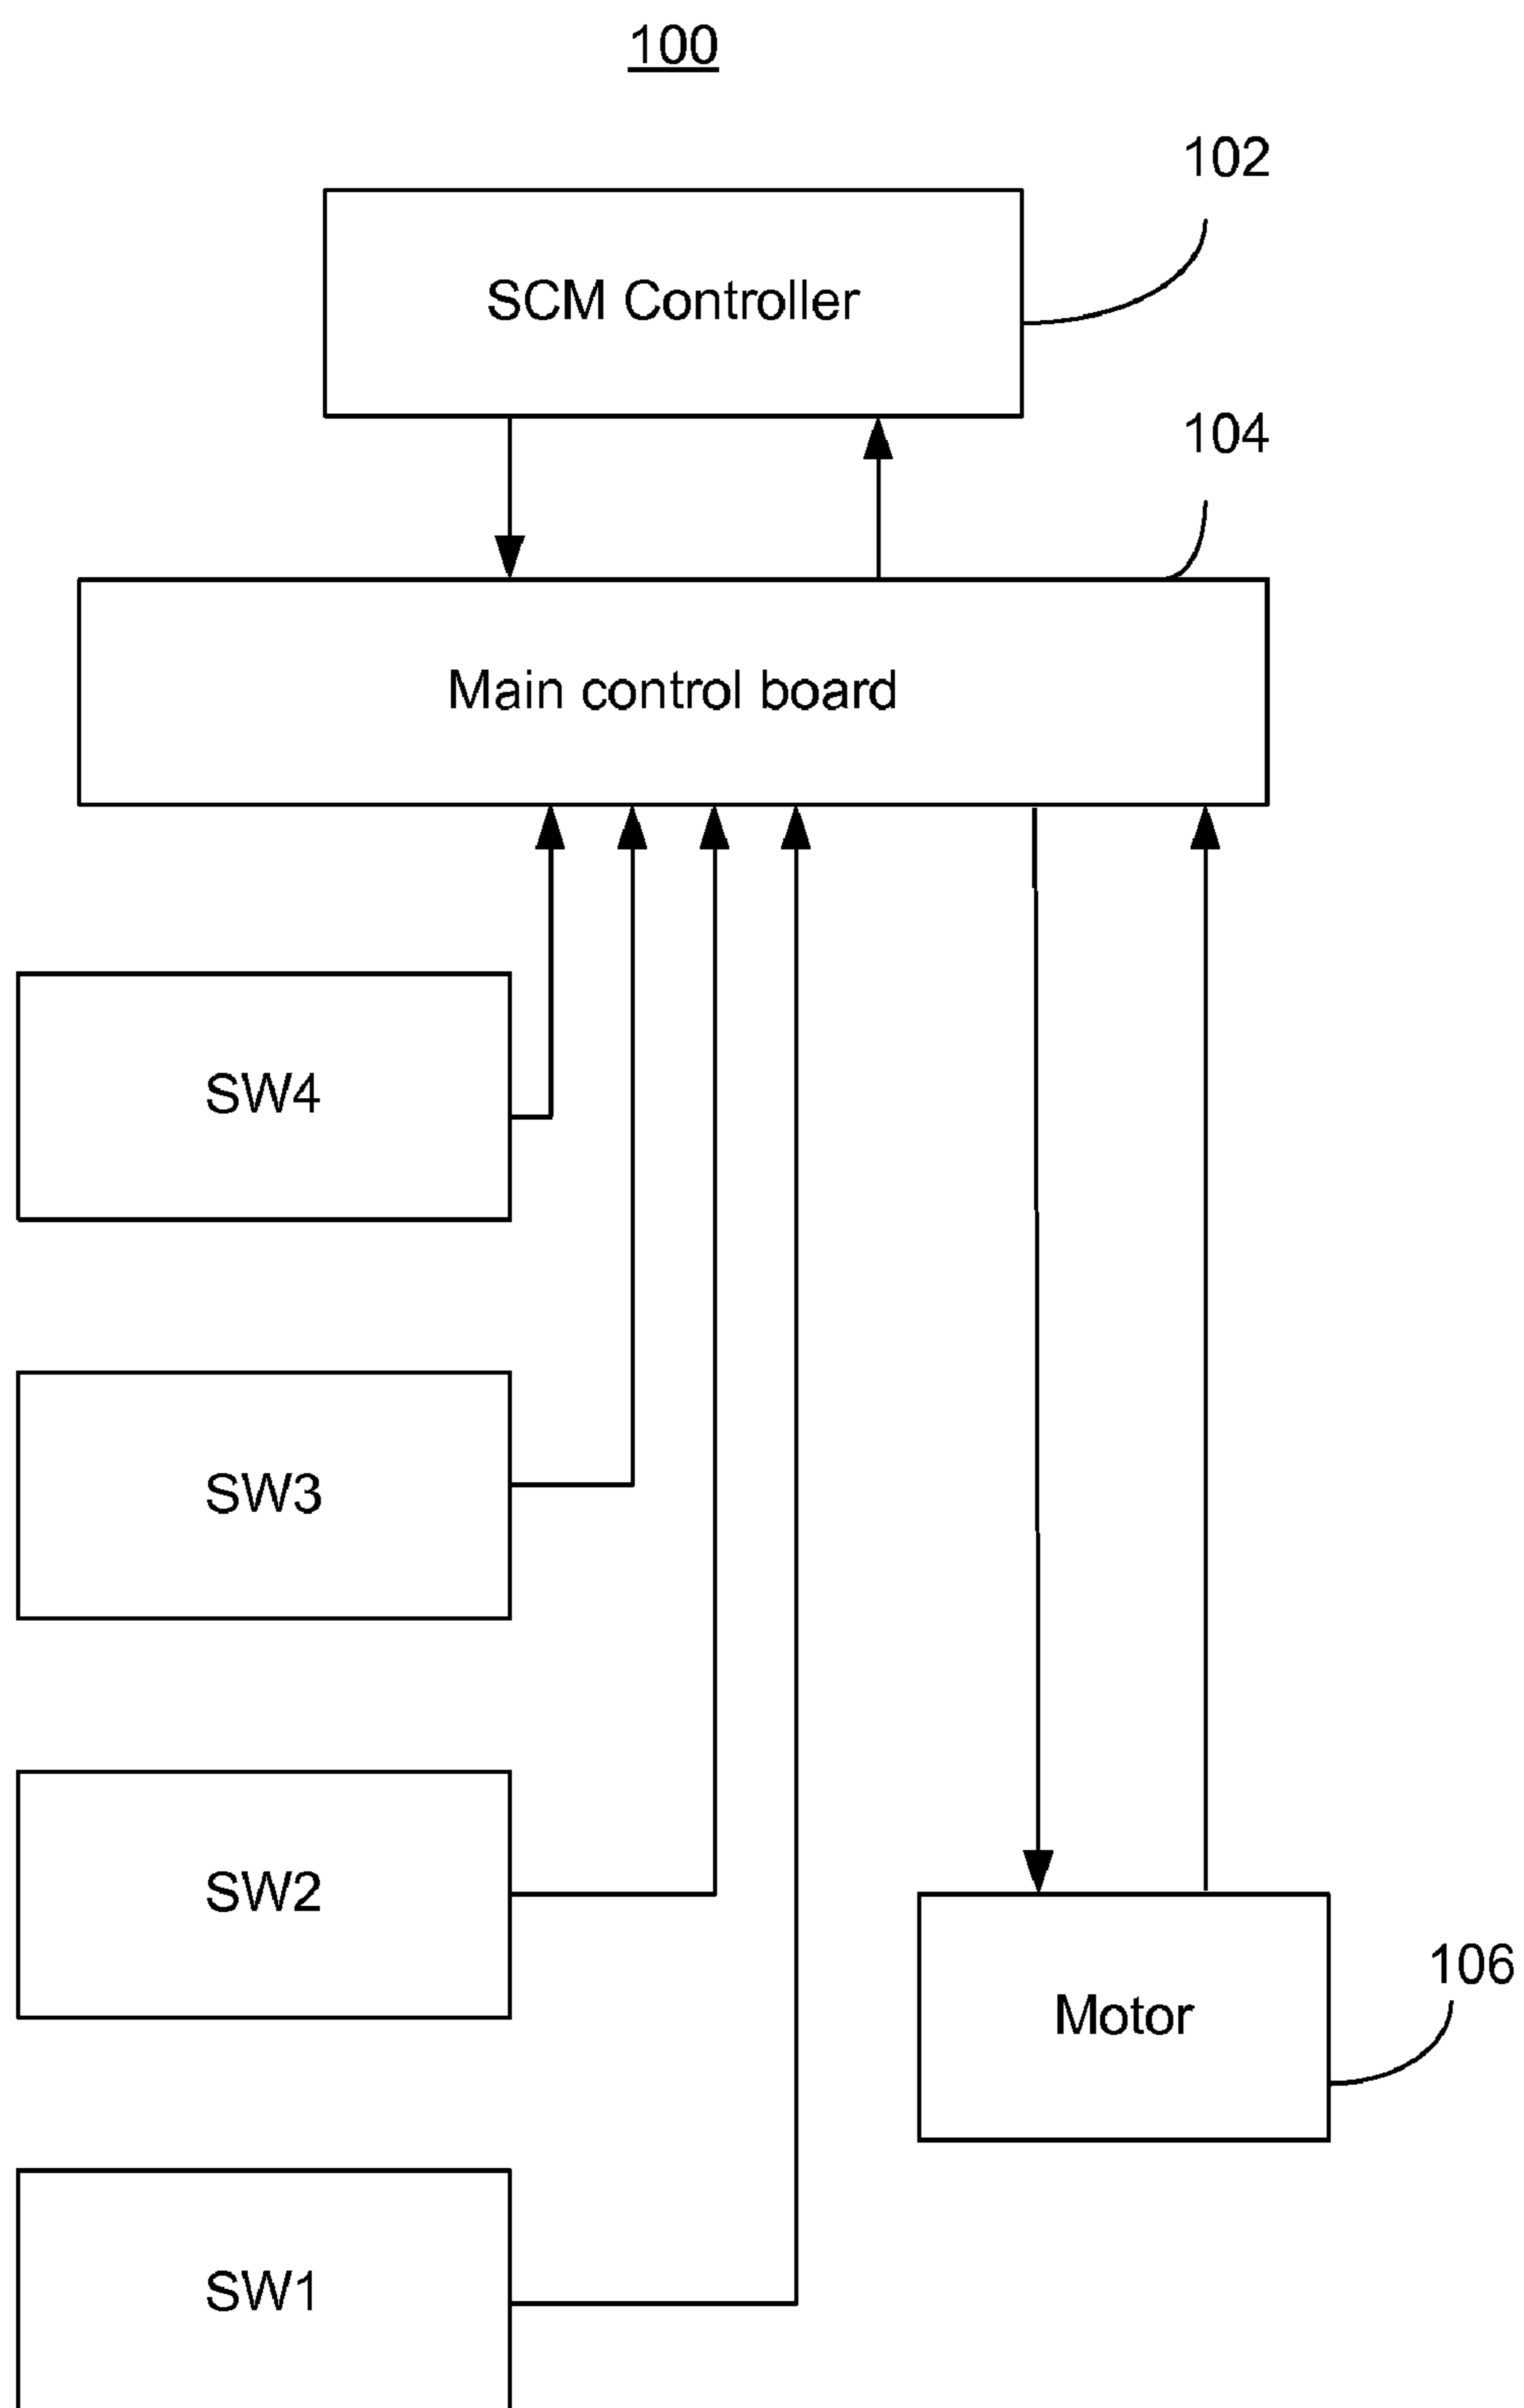 100
102
SCM Controller
104
Main control board
SW4
SW3
SW2
106
Motor
SW1